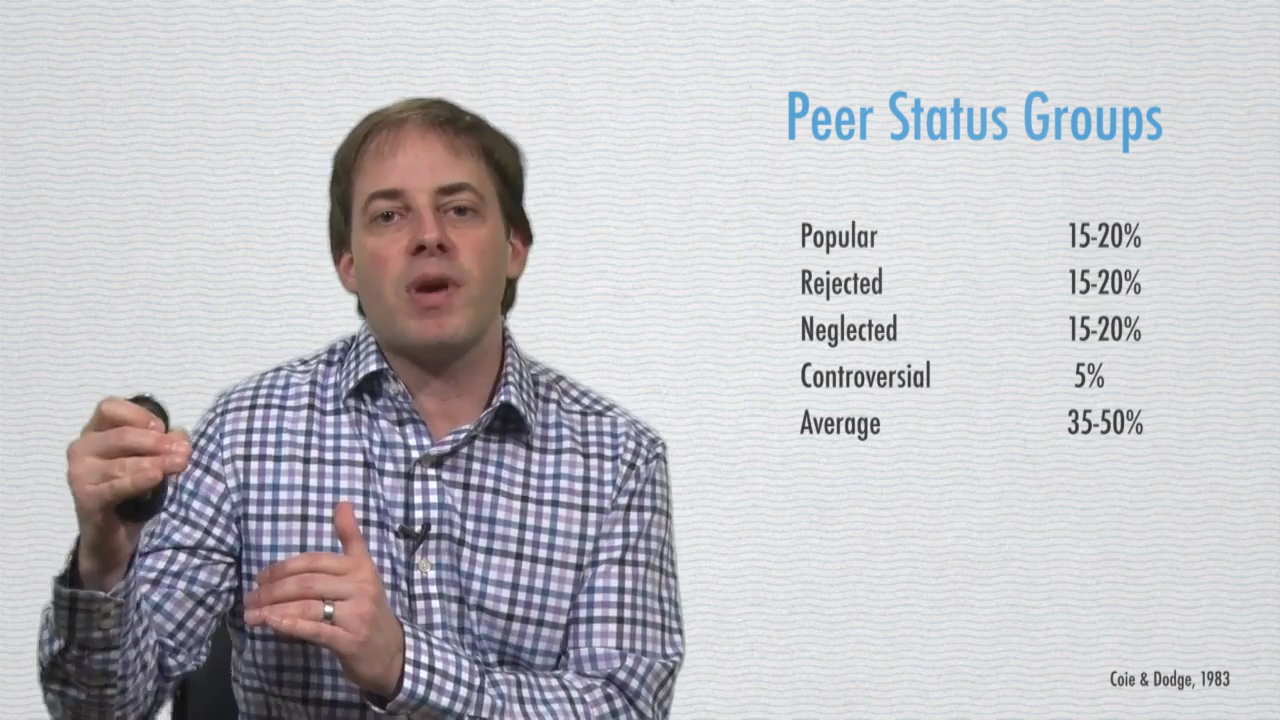 Peer Status Groups
Popular 15-20%
Rejected 15-20%
Neglected 15-20%
Controversial 5%
Average 35-50%
Coie & Dodge, 1983